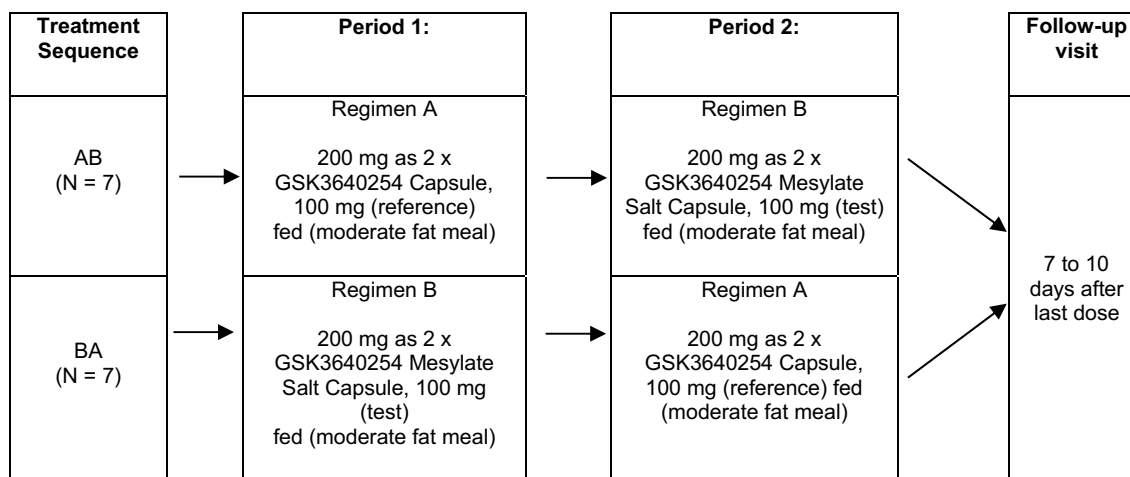 Treatment
Sequence
Period 1:
Period 2:
Follow-up
visit
AB
(N = 7)
Regimen A
200 mg as 2 x
GSK3640254 Capsule,
100 mg (reference)
fed (moderate fat meal)
Regimen B
200 mg as 2 x
GSK3640254 Mesylate
Salt Capsule, 100 mg (test)
fed (moderate fat meal)
BA
(N = 7)
Regimen B
200 mg as 2 x
GSK3640254 Mesylate
Salt Capsule, 100 mg
(test)
fed (moderate fat meal)
Regimen A
200 mg as 2 x
GSK3640254 Capsule,
100 mg (reference) fed
(moderate fat meal)
7 to 10
days after
last dose